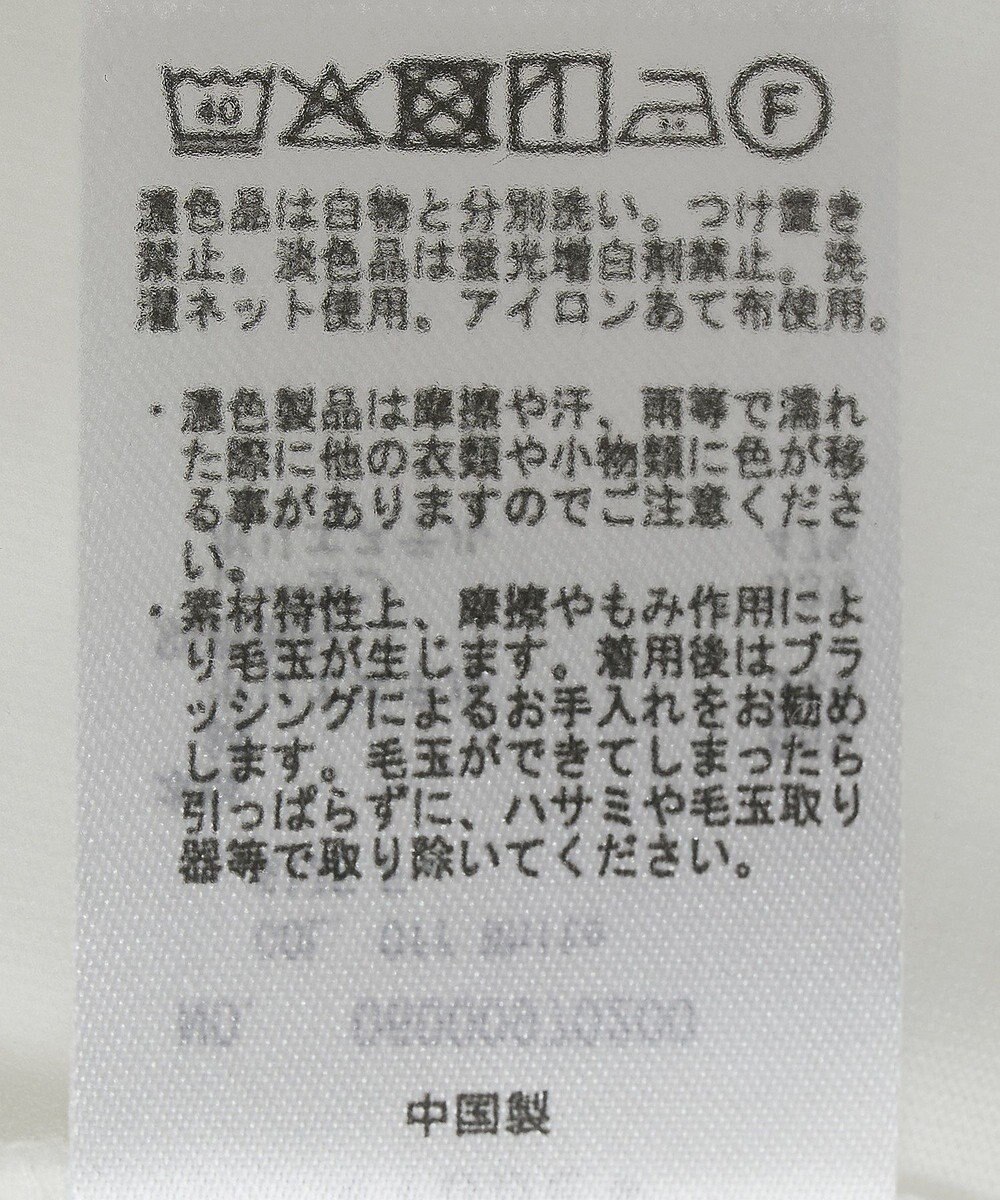 40
F
濃色品は白物と分別洗い。つけ置き
禁止。淡色品は蛍光増白剤禁止。洗
濯ネット使用。アイロンあて布使用。
・濃色製品は摩擦や汗、雨等で濡れ
た際に他の衣類や小物類に色が移
る事がありますのでご注意くださ
い。
・素材特性上、摩擦やもみ作用によ
り毛玉が生じます。着用後はブラ
ッシングによるお手入れをお勧め
します。毛玉ができてしまったら
引っぱらずに、ハサミや毛玉取り
器等で取り除いてください。
COL 011 White
NO
中国製